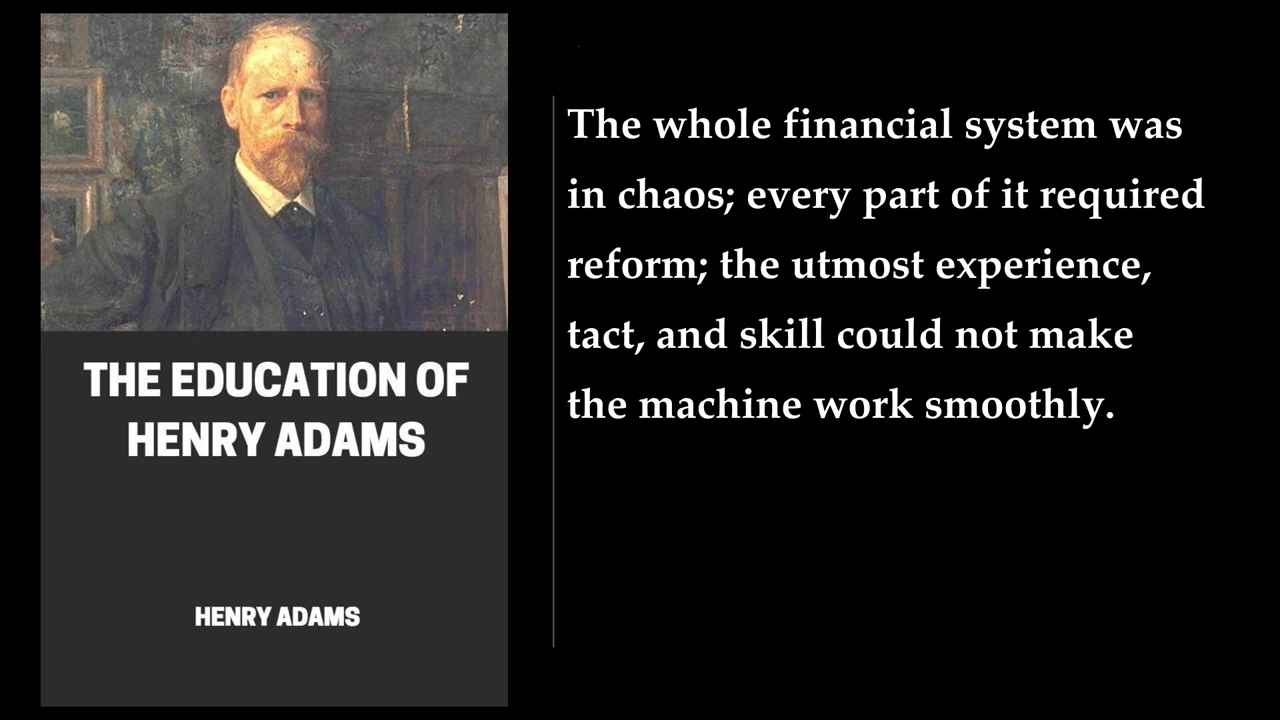 THE EDUCATION OF
HENRY ADAMS
HENRY ADAMS
The whole financial system was
in chaos; every part of it required
reform; the utmost experience,
tact, and skill could not make
the machine work smoothly.